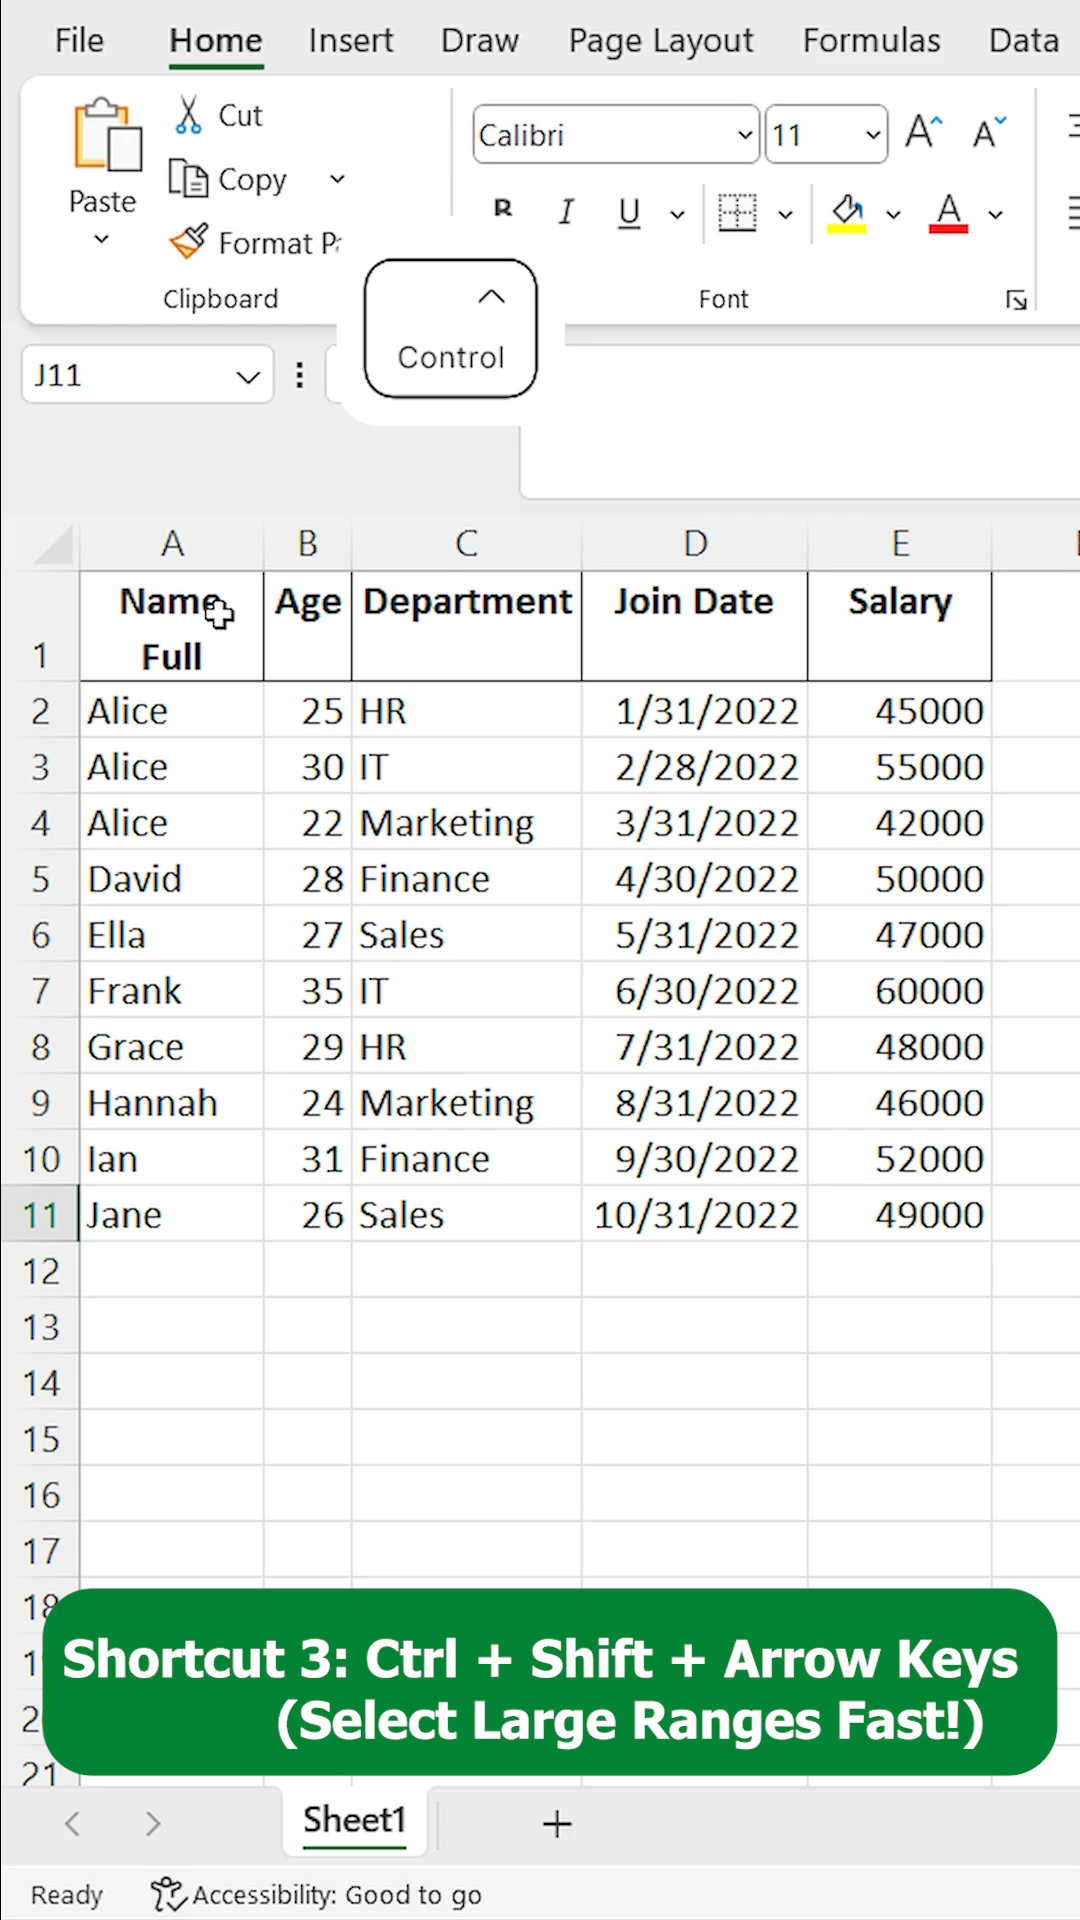 File Home Insert Draw Page Layout Formulas Data
Cut
Calibri 11
Copy
Paste
B I U A
Format
Clipboard Font
Control
J11
A B C D E
Name Age Department Join Date Salary
1 Full
2 Alice 25 HR 1/31/2022 45000
3 Alice 30 IT 2/28/2022 55000
4 Alice 22 Marketing 3/31/2022 42000
5 David 28 Finance 4/30/2022 50000
6 Ella 27 Sales 5/31/2022 47000
7 Frank 35 IT 6/30/2022 60000
8 Grace 29 HR 7/31/2022 48000
9 Hannah 24 Marketing 8/31/2022 46000
10 Ian 31 Finance 9/30/2022 52000
11 Jane 26 Sales 10/31/2022 49000
12
13
14
15
16
17
18
Shortcut 3: Ctrl + Shift + Arrow Keys
(Select Large Ranges Fast!)
21
Sheet1
Ready Accessibility: Good to go